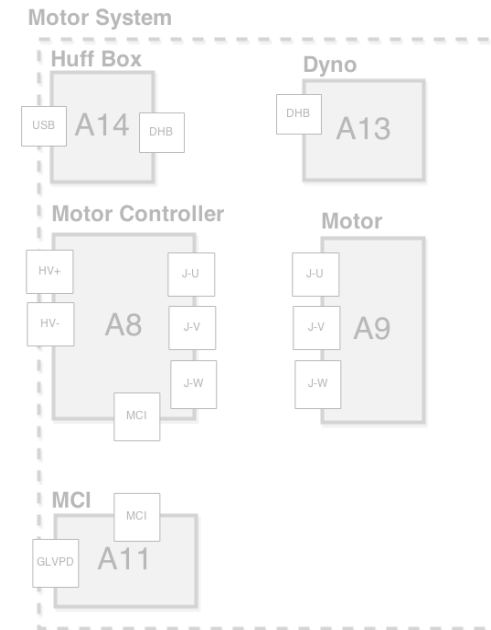 Motor System
Huff Box
Dyno
USB
A14
DHB
DHB
A13
Motor Controller
Motor
HV+
J-U
J-U
HV-
A8
J-V
J-V
A9
J-W
J-W
MCI
MCI
MCI
GLVPD
A11